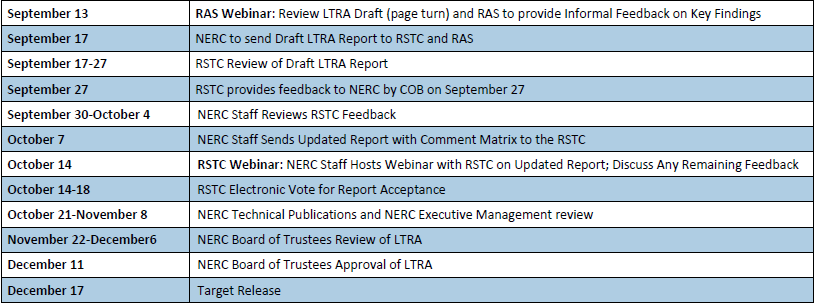 September 13 RAS Webinar: Review LTRA Draft (page turn) and RAS to provide Informal Feedback on Key Findings
September 17 NERC to send Draft LTRA Report to RSTC and RAS
September 17-27 RSTC Review of Draft LTRA Report
September 27 RSTC provides feedback to NERC by COB on September 27
September 30-October 4 NERC Staff Reviews RSTC Feedback
October 7 NERC Staff Sends Updated Report with Comment Matrix to the RSTC
October 14 RSTC Webinar: NERC Staff Hosts Webinar with RSTC on Updated Report; Discuss Any Remaining Feedback
October 14-18 RSTC Electronic Vote for Report Acceptance
October 21-November 8 NERC Technical Publications and NERC Executive Management review
November 22-December6 NERC Board of Trustees Review of LTRA
December 11 NERC Board of Trustees Approval of LTRA
December 17 Target Release